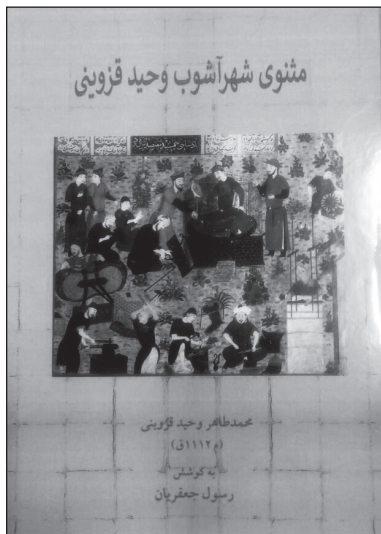 مثنوی شهرآشوب وحید قزوینی
محمدطاهر وحید قزوینی
(م ۱۱۱۲ق)
به کوشش
رسول جعفریان